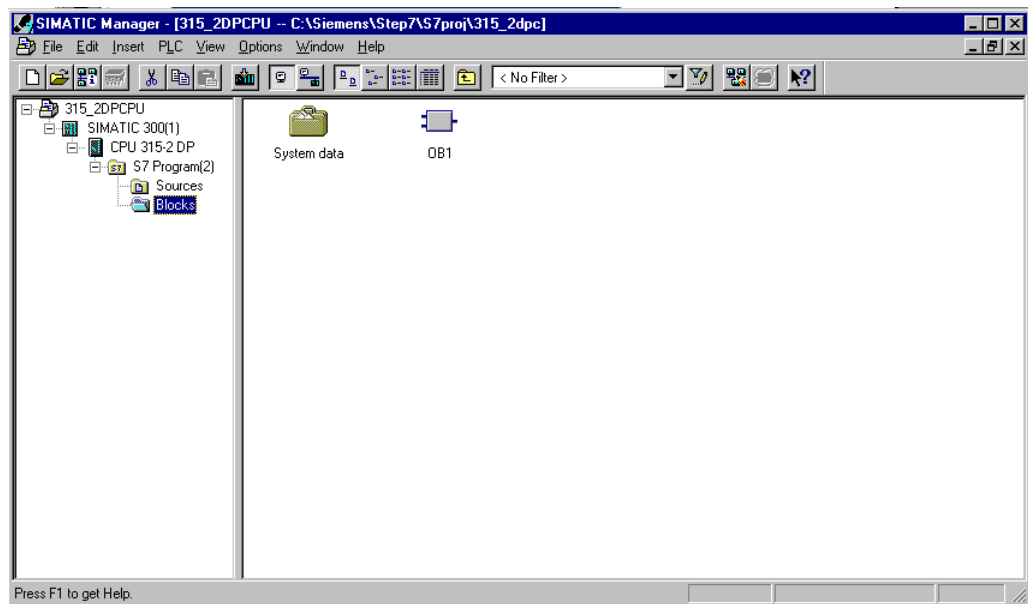 SIMATIC Manager - [315_2DPCPU -- C:\Siemens\Step7\S7proj\315_2dpc]
File Edit Insert PLC View Options Window Help
< No Filter >
315_2DPCPU
SIMATIC 300(1)
CPU 315-2 DP
S7 Program(2)
Sources
Blocks
System data
OB1
Press F1 to get Help.